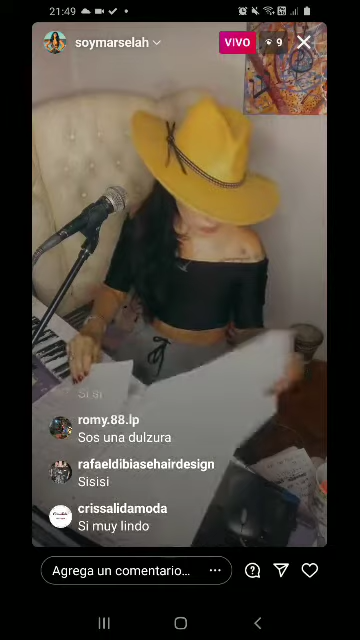 21:49
soymarselah
VIVO
9
Si si
romy.88.lp
Sos una dulzura
rafaeldibiasehairdesign
Sisisi
crissalidamoda
Si muy lindo
Agrega un comentario...